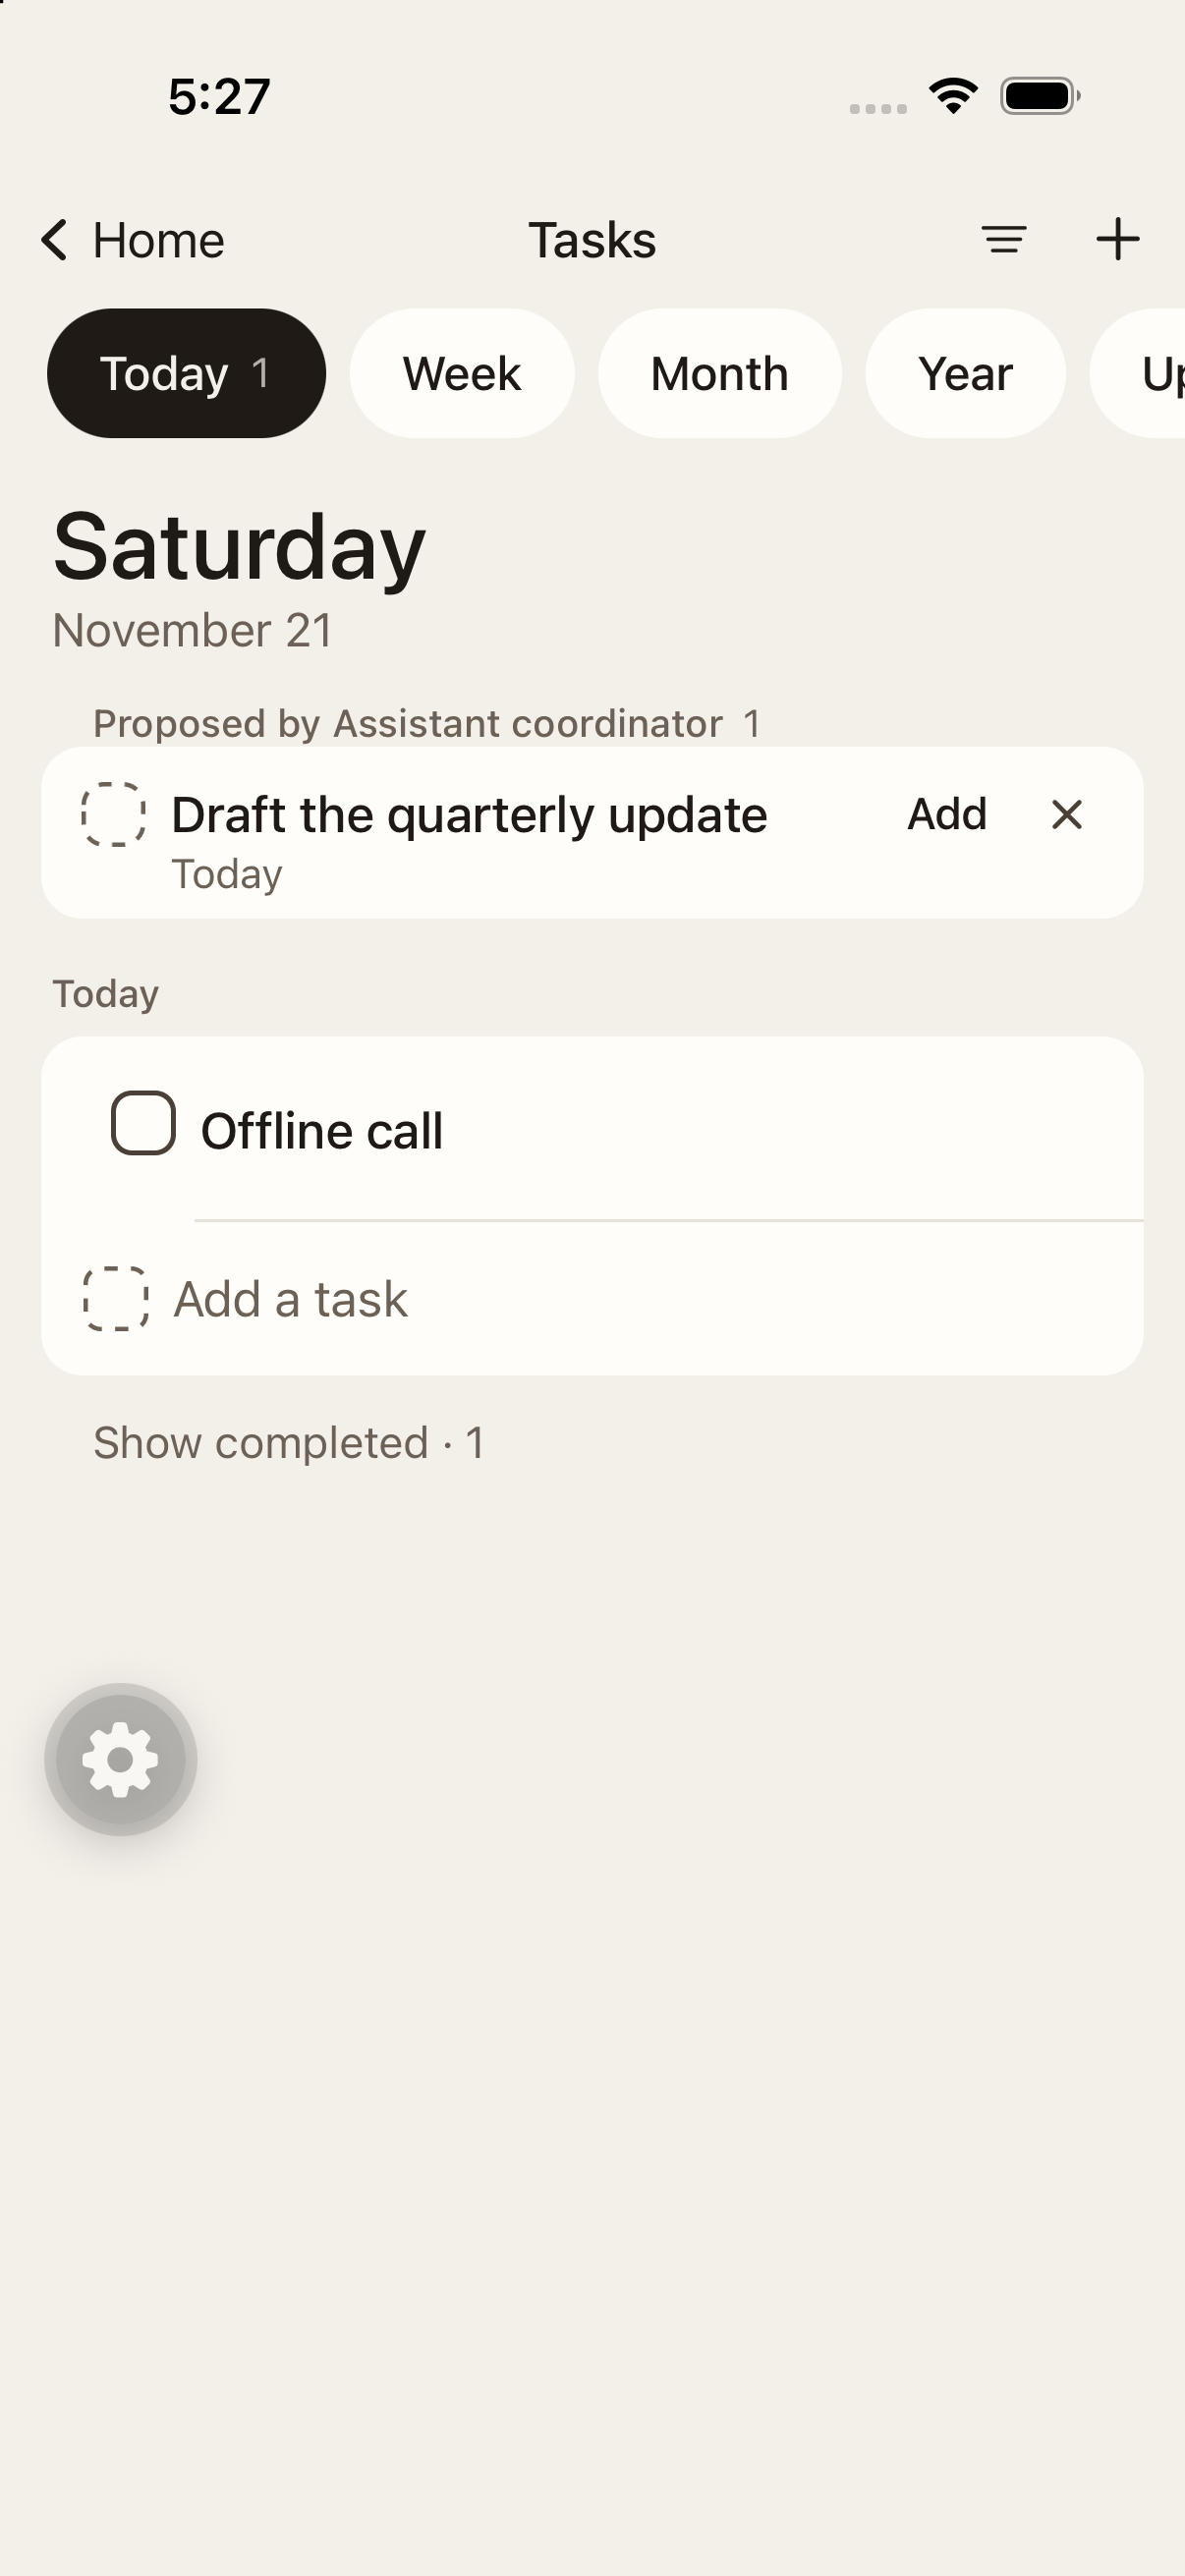 5:27
Home
Tasks
Today 1
Week
Month
Year
Saturday
November 21
Proposed by Assistant coordinator 1
Draft the quarterly update
Add
Today
Today
Offline call
Add a task
Show completed · 1